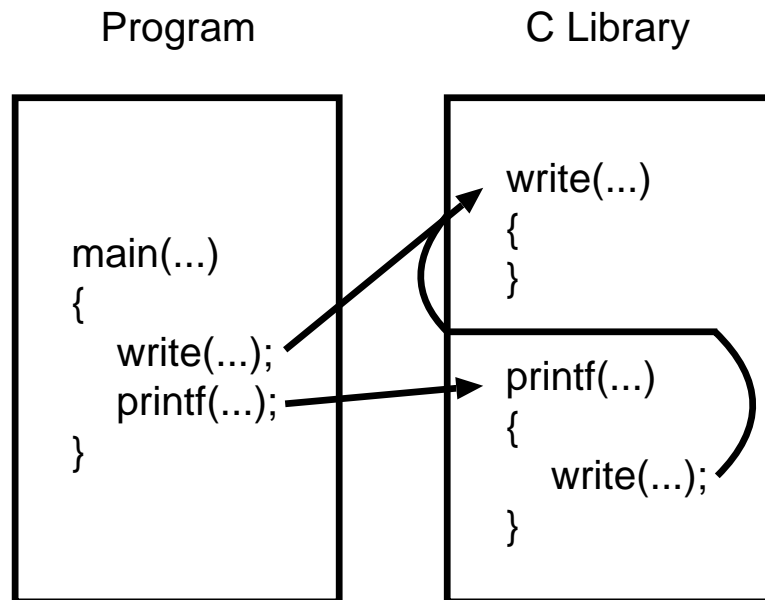 Program
main(...)
{
write(...);
printf(...);
}
C Library
write(...)
{
}
printf(...)
{
write(...);
}